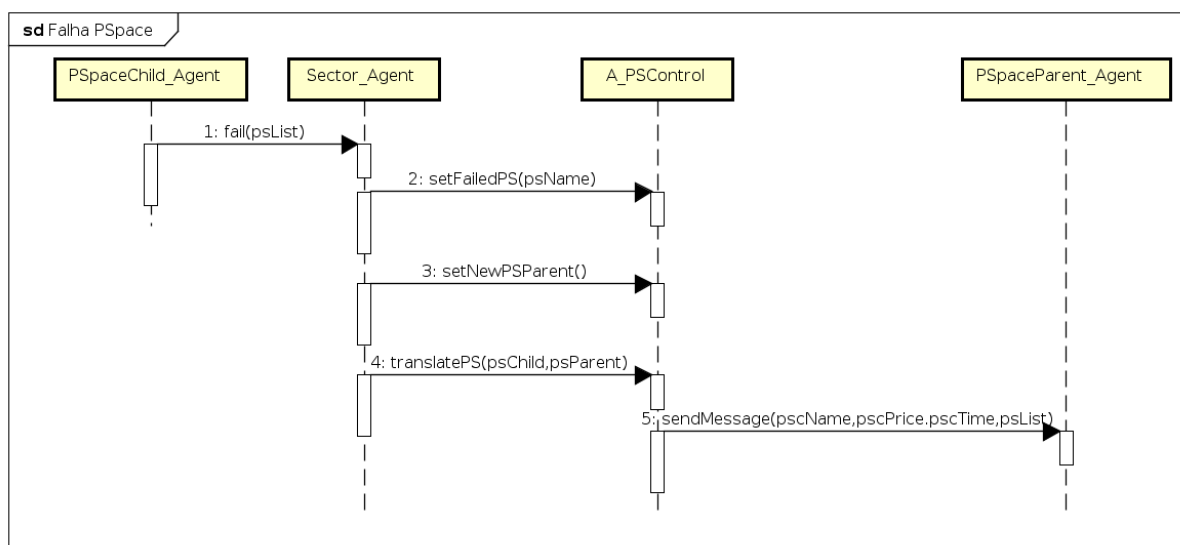 sd Falha PSpace
PSpaceChild_Agent
Sector_Agent
A_PSControl
PSpaceParent_Agent
1: fail(psList)
2: setFailedPS(psName)
3: setNewPSParent()
4: translatePS(psChild,psParent)
5: sendMessage(pscName,pscPrice.pscTime,psList)